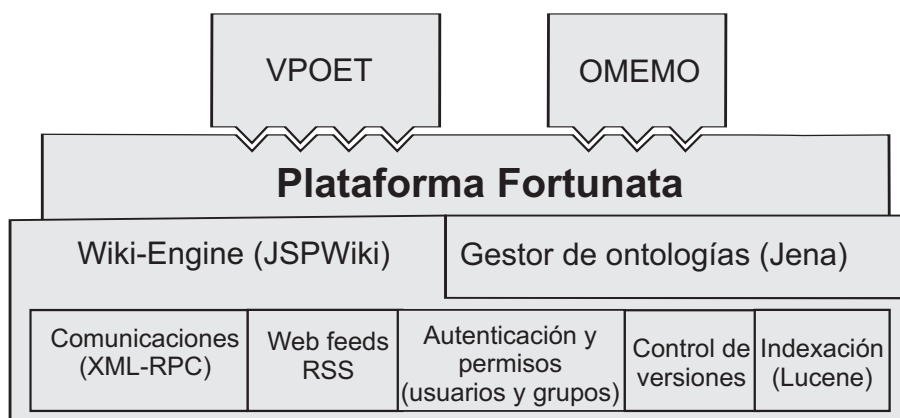 VPOET
OMEMO
Plataforma Fortunata
Wiki-Engine (JSPWiki)
Gestor de ontologías (Jena)
Comunicaciones
(XML-RPC)
Web feeds
RSS
Autenticación y
permisos
(usuarios y grupos)
Control de
versiones
Indexación
(Lucene)